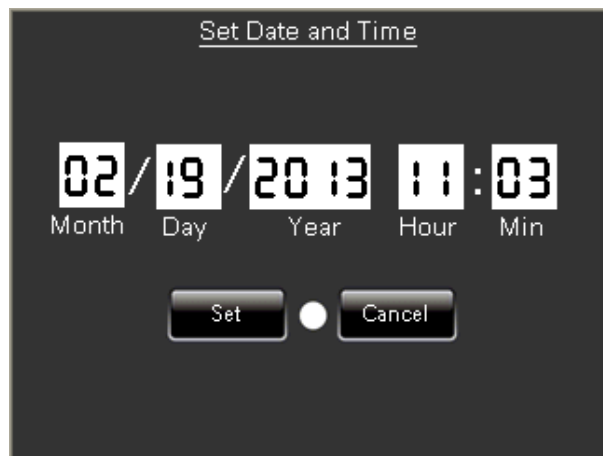 Set Date and Time
02/19/2013 11:03
Month Day Year Hour Min
Set Cancel